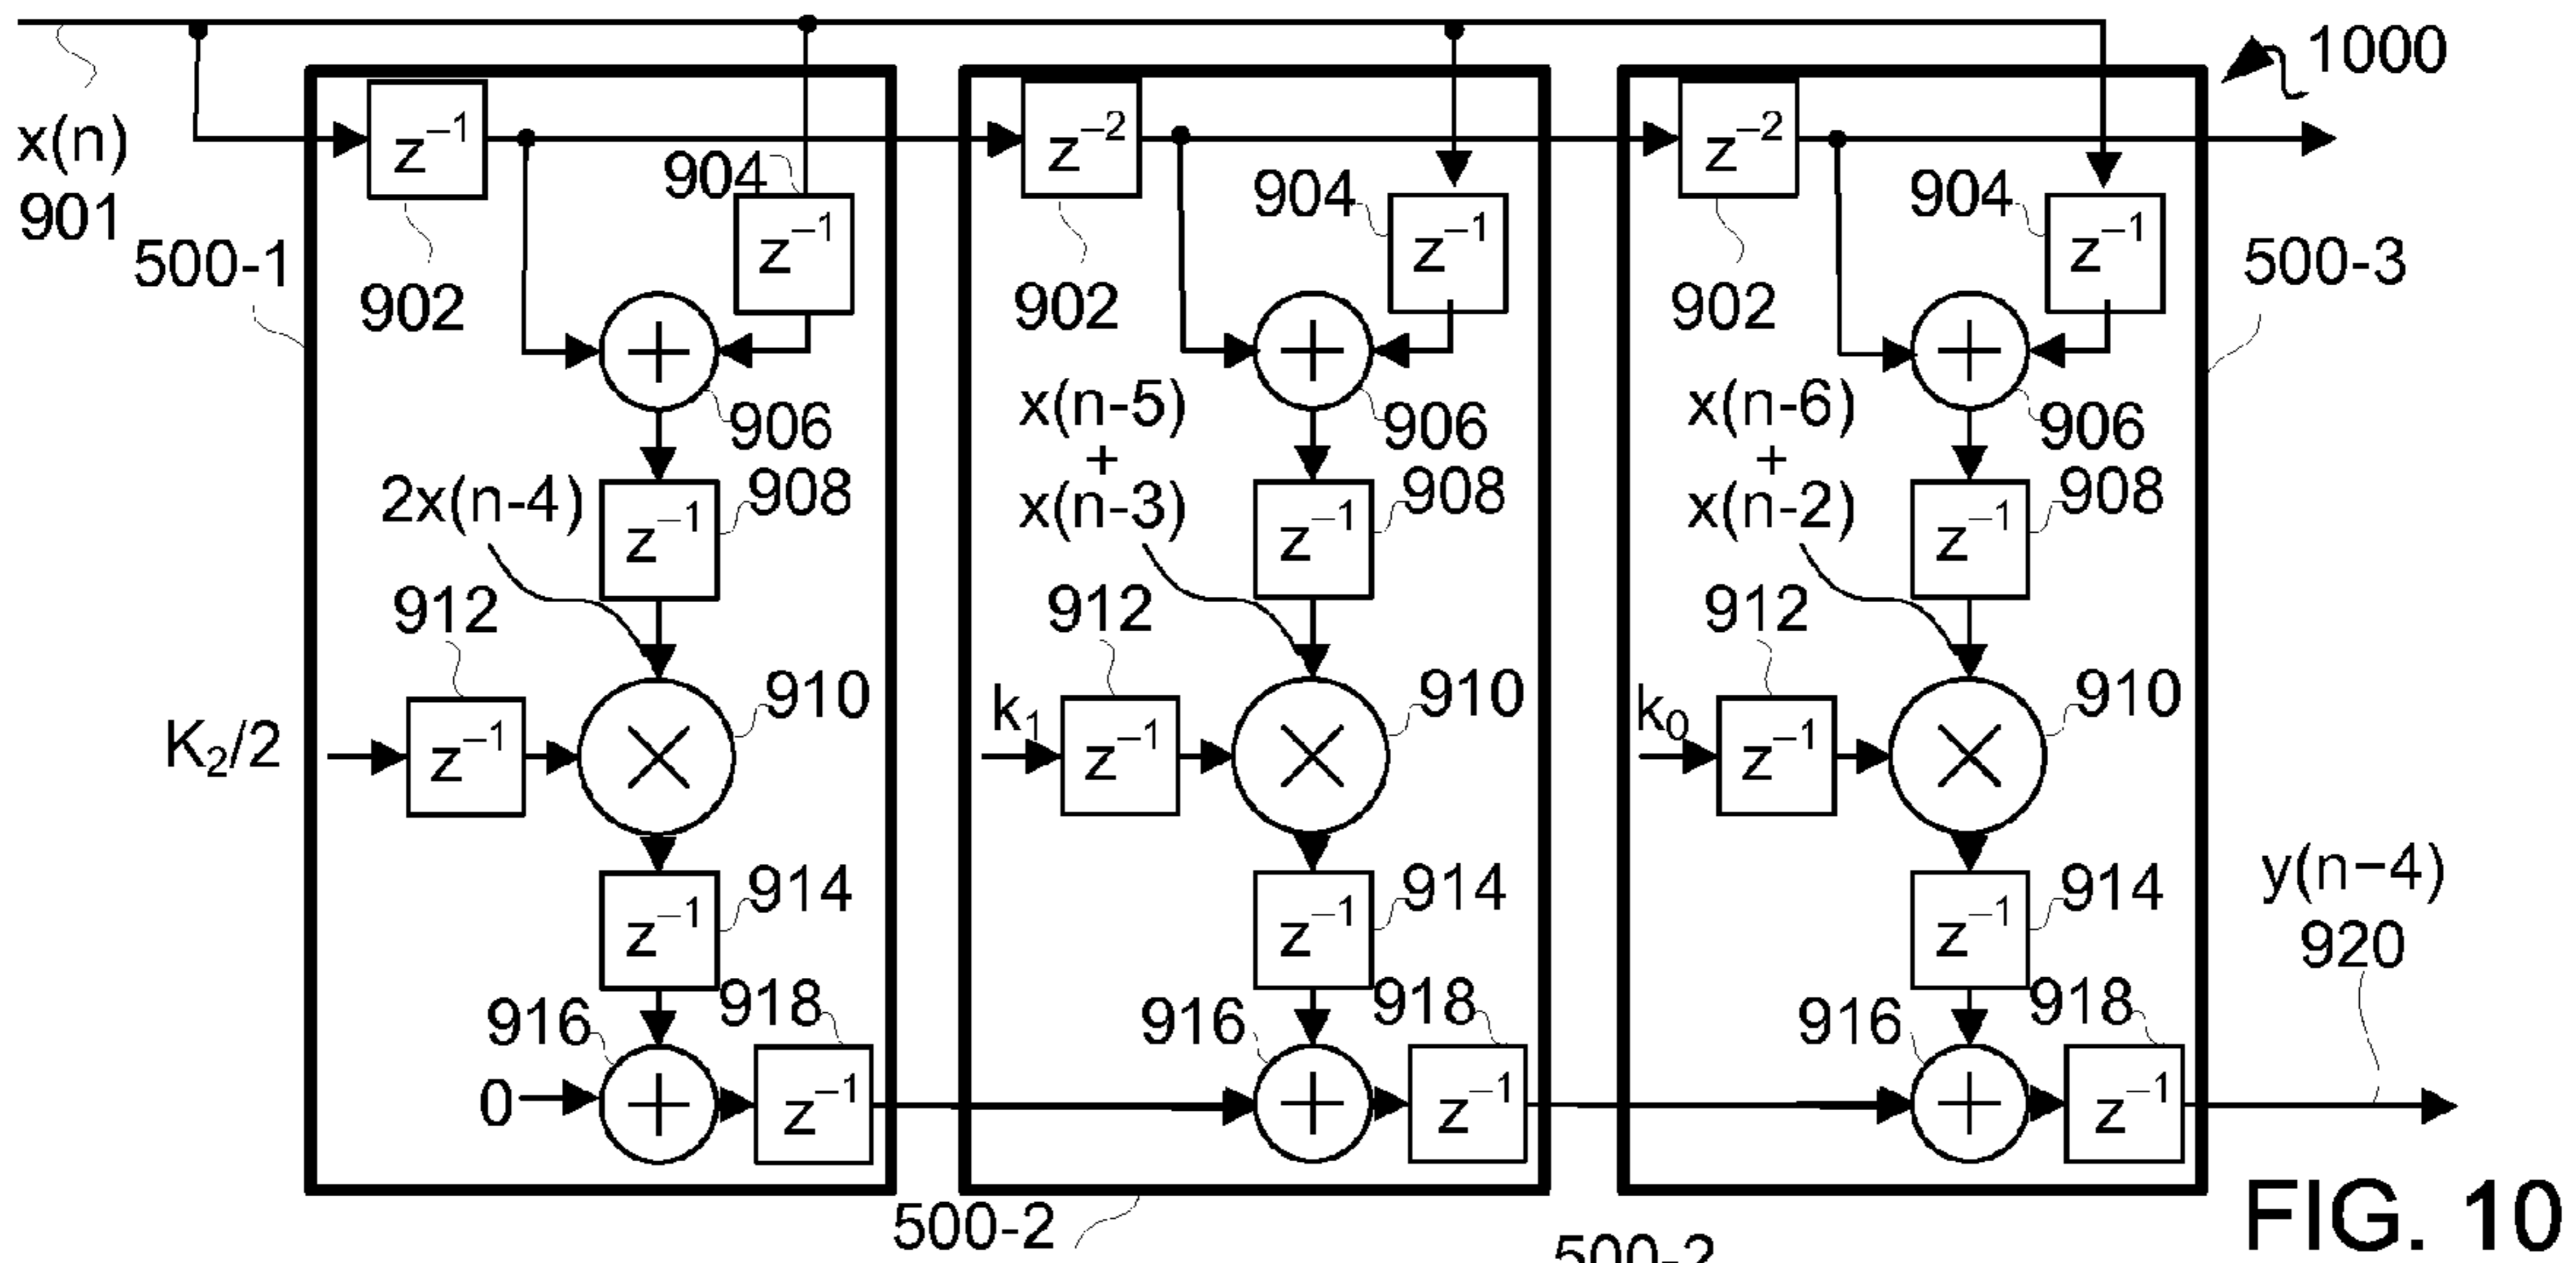 1000
x(n)
901
z⁻¹
904
z⁻²
904
z⁻²
904
500-1
902
z⁻¹
902
z⁻¹
902
z⁻¹
500-3
+
906
x(n-5)
+
x(n-3)
+
906
x(n-6)
+
x(n-2)
+
906
2x(n-4)
z⁻¹
908
z⁻¹
908
z⁻¹
908
912
912
912
K₂/2
z⁻¹
×
910
k₁
z⁻¹
×
910
k₀
z⁻¹
×
910
z⁻¹
914
z⁻¹
914
z⁻¹
914
y(n−4)
920
916
918
916
918
916
918
0
+
z⁻¹
+
z⁻¹
+
z⁻¹
500-2
FIG. 10